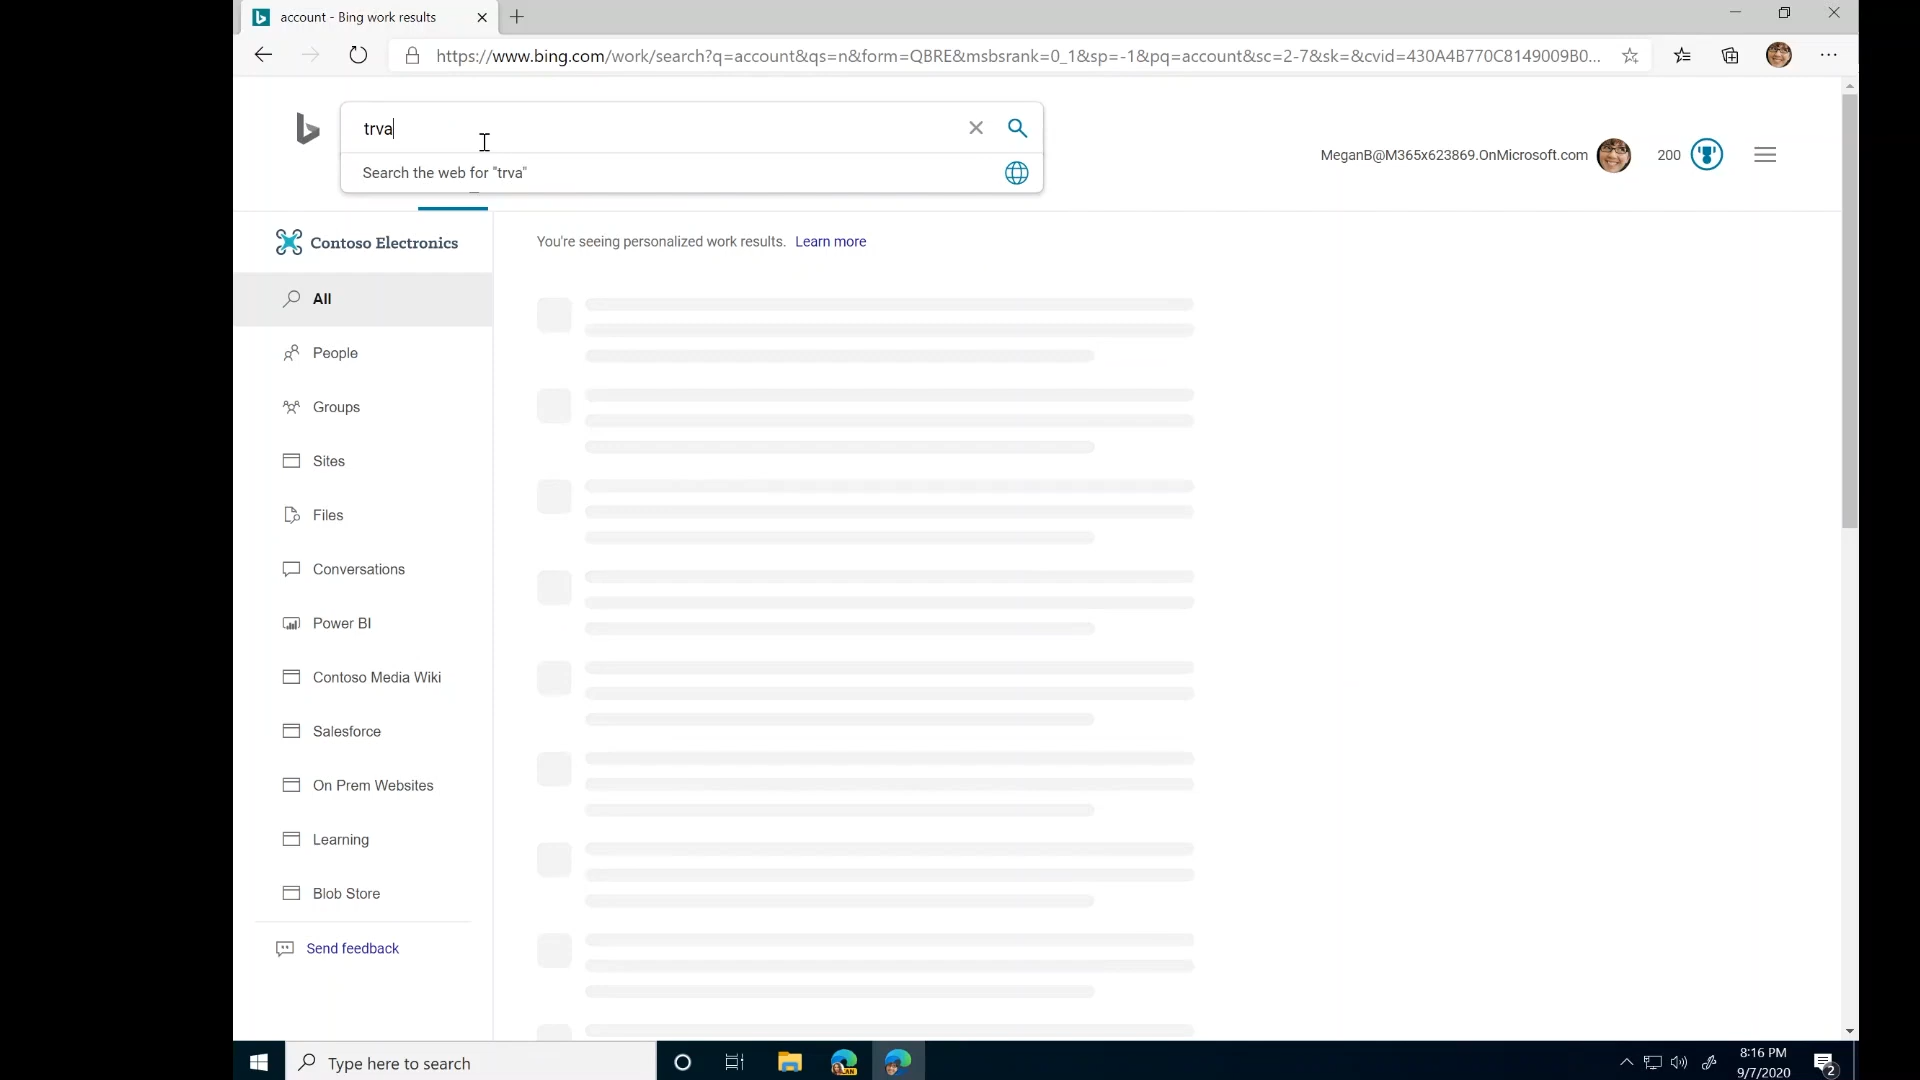 account - Bing work results
https://www.bing.com/work/search?q=account&qs=n&form=QBRE&msbsrank=0_1&sp=-1&pq=account&sc=2-7&sk=&cvid=430A4B770C8149009B0...
trva
Search the web for "trva"
MeganB@M365x623869.OnMicrosoft.com 200
Contoso Electronics
You're seeing personalized work results. Learn more
All
People
Groups
Sites
Files
Conversations
Power BI
Contoso Media Wiki
Salesforce
On Prem Websites
Learning
Blob Store
Send feedback
Type here to search
8:16 PM
9/7/2020
2